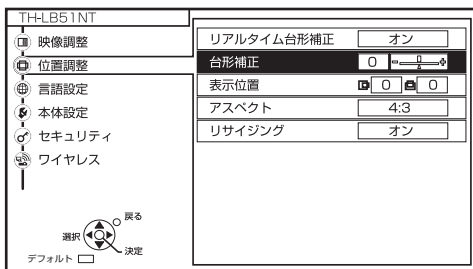 TH-LB51NT
映像調整
位置調整
言語設定
本体設定
セキュリティ
ワイヤレス
リアルタイム台形補正 オン
台形補正 0
表示位置 0 0
アスペクト 4:3
リサイジング オン
戻る
選択
決定
デフォルト